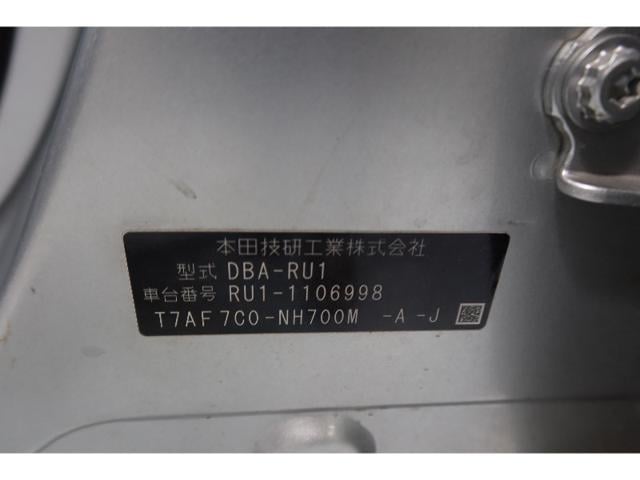 本田技研工業株式会社
型式 DBA-RU1
車台番号 RU1-1106998
T7AF7C0-NH700M -A -J